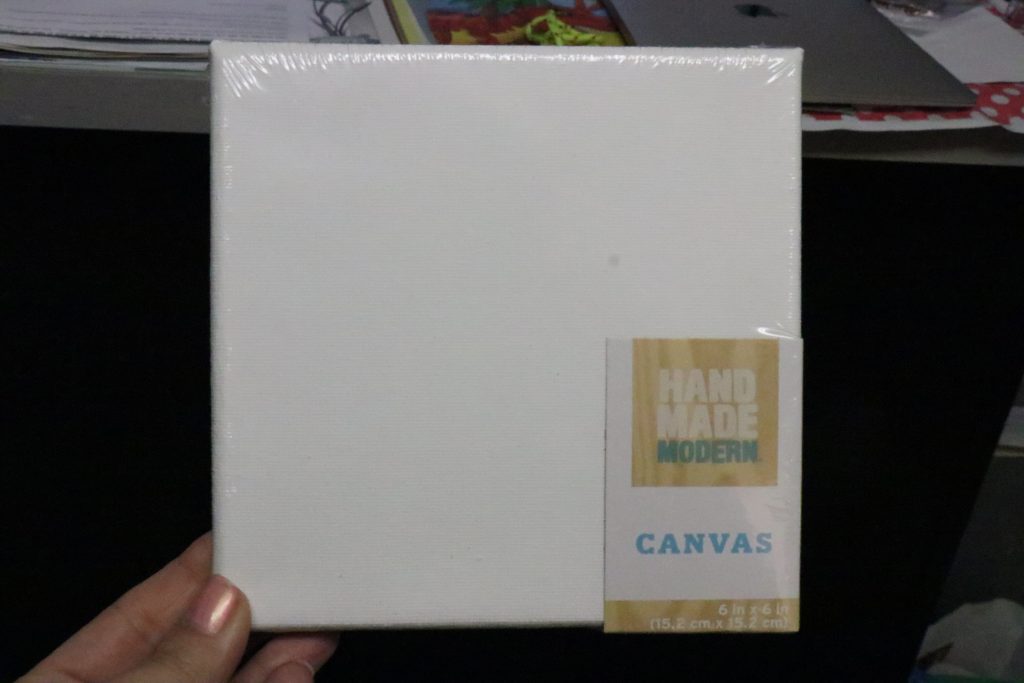 HAND
MADE
MODERN
CANVAS
6 in x 6 in
(15.2 cm x 15.2 cm)